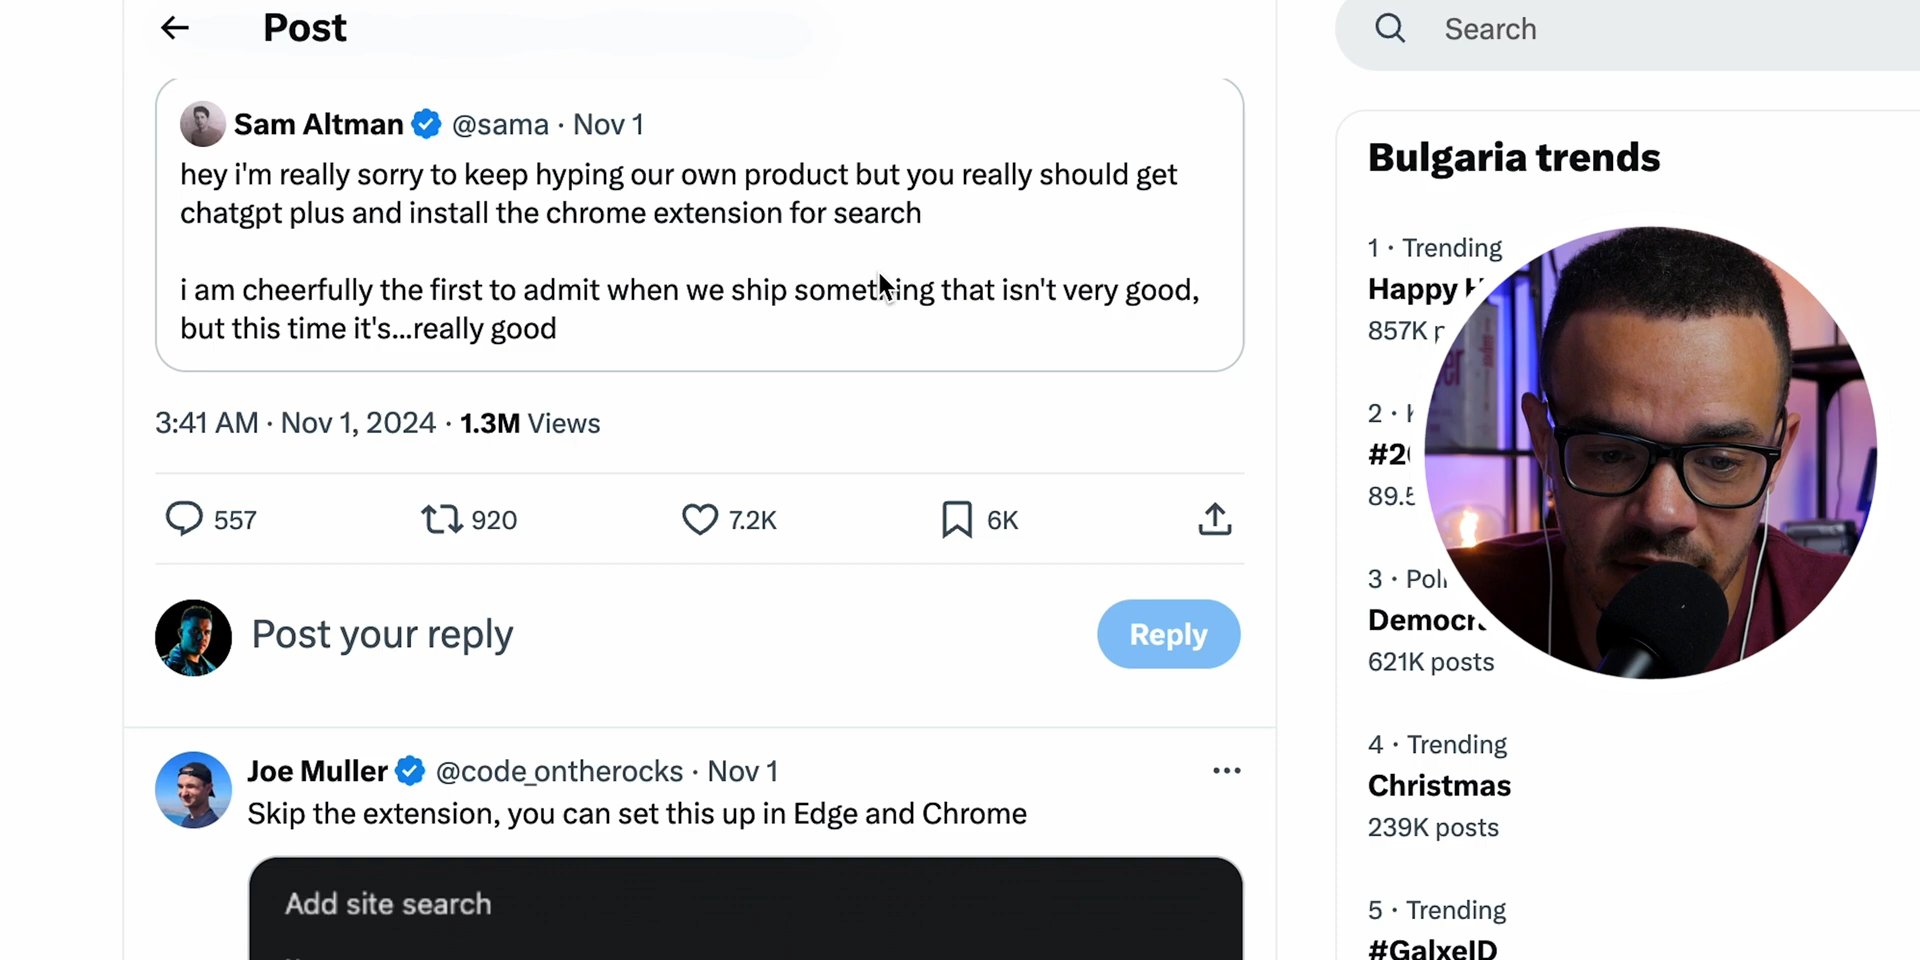 Post
Search
Sam Altman @sama · Nov 1
hey i'm really sorry to keep hyping our own product but you really should get
chatgpt plus and install the chrome extension for search
i am cheerfully the first to admit when we ship something that isn't very good,
but this time it's...really good
3:41 AM · Nov 1, 2024 · 1.3M Views
557 920 7.2K 6K
Post your reply
Reply
Joe Muller @code_ontherocks · Nov 1
Skip the extension, you can set this up in Edge and Chrome
Add site search
Bulgaria trends
1 · Trending
Happy
857K
2 ·
3 ·
621K posts
4 · Trending
Christmas
239K posts
5 · Trending
#GalxeID